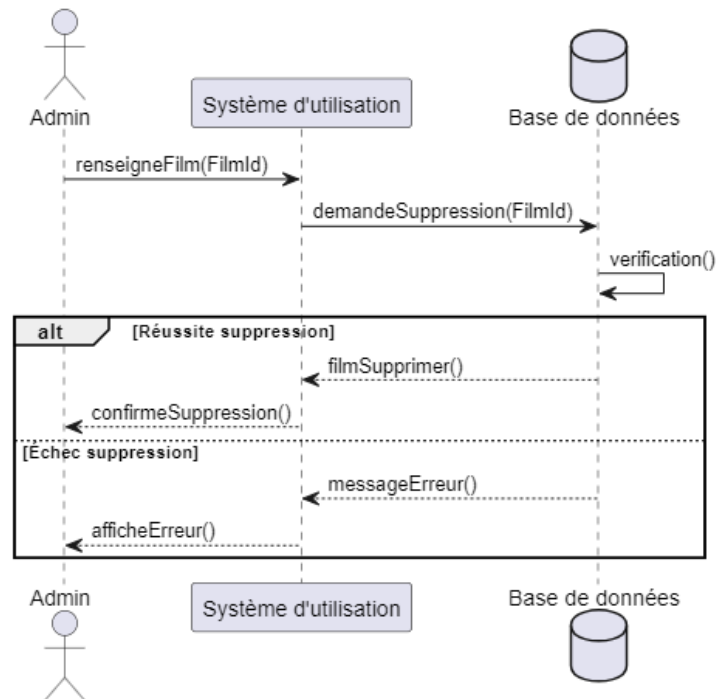 Admin
Système d'utilisation
Base de données
renseigneFilm(FilmId)
demandeSuppression(FilmId)
verification()
alt
[Réussite suppression]
filmSupprimer()
confirmeSuppression()
[Échec suppression]
messageErreur()
afficheErreur()
Admin
Système d'utilisation
Base de données